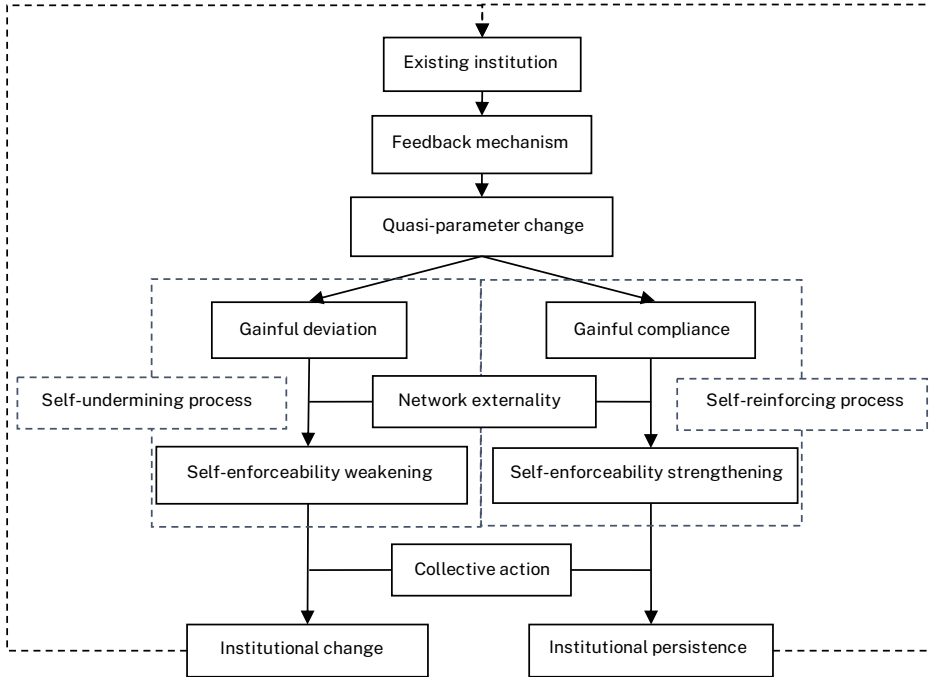 Existing institution
Feedback mechanism
Quasi-parameter change
Gainful deviation
Gainful compliance
Self-undermining process
Network externality
Self-reinforcing process
Self-enforceability weakening
Self-enforceability strengthening
Collective action
Institutional change
Institutional persistence